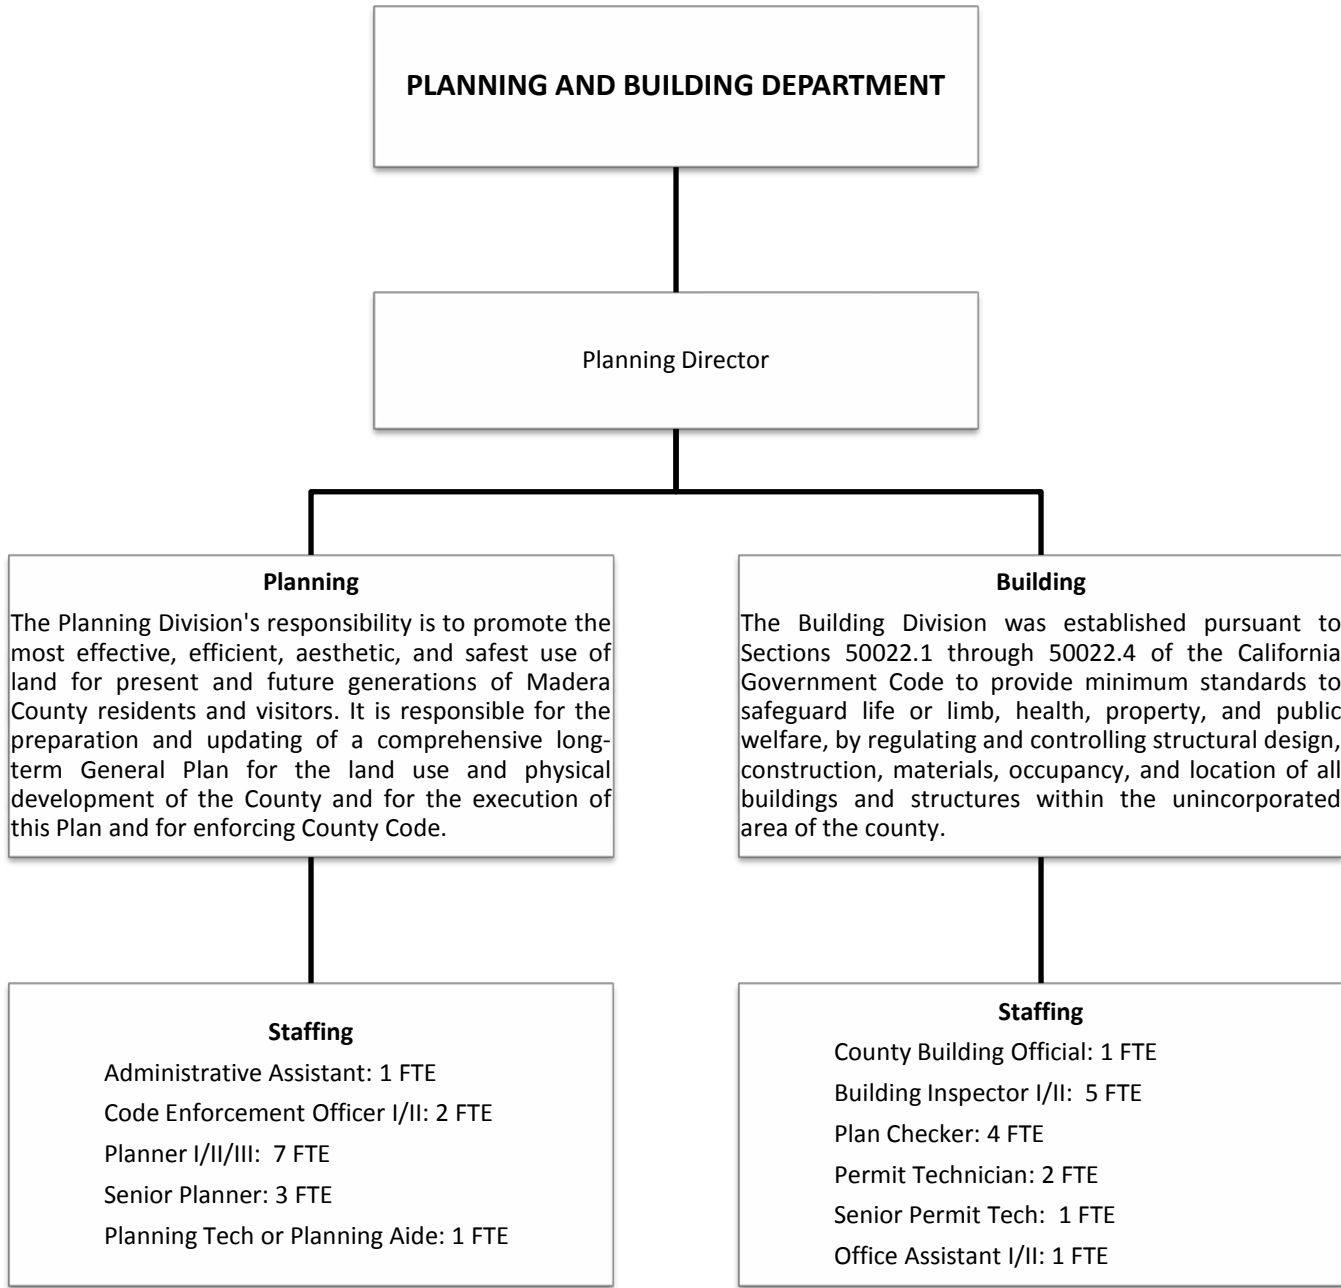 PLANNING AND BUILDING DEPARTMENT
Planning Director
Planning
The Planning Division's responsibility is to promote the
most effective, efficient, aesthetic, and safest use of
land for present and future generations of Madera
County residents and visitors. It is responsible for the
preparation and updating of a comprehensive long-
term General Plan for the land use and physical
development of the County and for the execution of
this Plan and for enforcing County Code.
Building
The Building Division was established pursuant to
Sections 50022.1 through 50022.4 of the California
Government Code to provide minimum standards to
safeguard life or limb, health, property, and public
welfare, by regulating and controlling structural design,
construction, materials, occupancy, and location of all
buildings and structures within the unincorporated
area of the county.
Staffing
Administrative Assistant: 1 FTE
Code Enforcement Officer I/II: 2 FTE
Planner I/II/III:  7 FTE
Senior Planner: 3 FTE
Planning Tech or Planning Aide: 1 FTE
Staffing
County Building Official: 1 FTE
Building Inspector I/II:  5 FTE
Plan Checker: 4 FTE
Permit Technician: 2 FTE
Senior Permit Tech:  1 FTE
Office Assistant I/II: 1 FTE